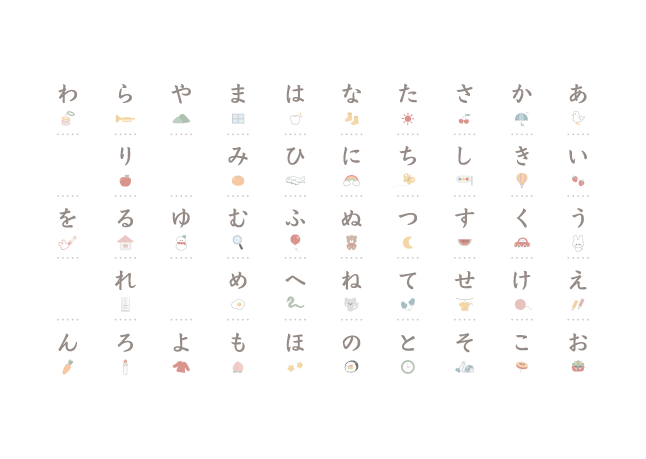 わ ら や ま は な た さ か あ
り み ひ に ち し き い
を る ゆ む ふ ぬ つ す く う
れ め へ ね て せ け え
ん ろ よ も ほ の と そ こ お